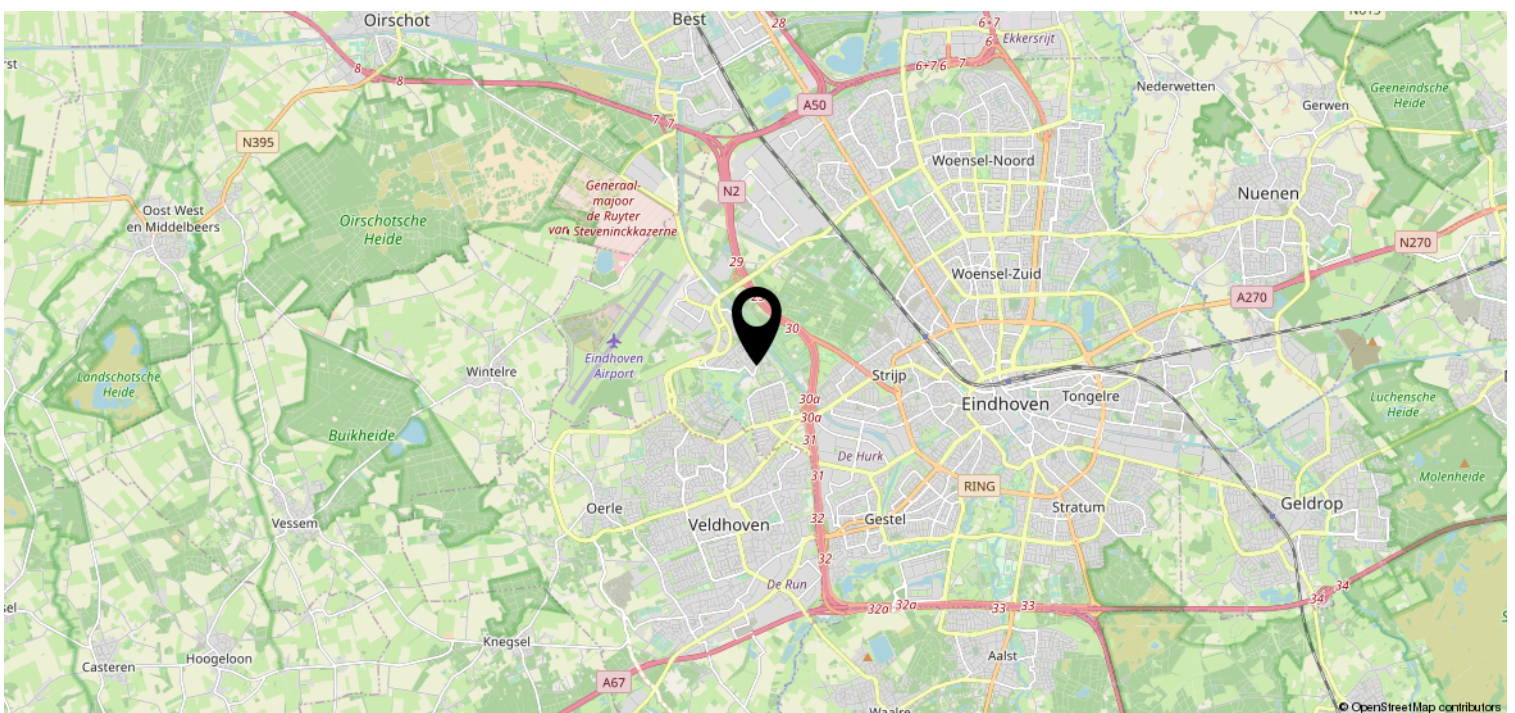 Oirschot
Best
28
6+7
6
Ekkersrijt
rst
8
8
6+7
6
7
Nederwetten
Geeneindsche
Heide
Gerwen
A50
7
7
N395
Woensel-Noord
N2
Generaal-
majoor
de Ruyter
van Steveninckkazerne
Nuenen
Oost West
en Middelbeers
Oirschotsche
Heide
N270
29
Woensel-Zuid
A270
30
Eindhoven
Airport
Landschotsche
Heide
Wintelre
Strijp
Eindhoven
Tongelre
Luchensche
Heide
30a
30a
31
Buikheide
De Hurk
31
Molenheide
RING
Oerle
Vessem
Veldhoven
32
Gestel
Stratum
Geldrop
32
De Run
34
34
32a
32a
33
33
sel
Knegsel
Aalst
Casteren
Hoogeloon
A67
© OpenStreetMap contributors